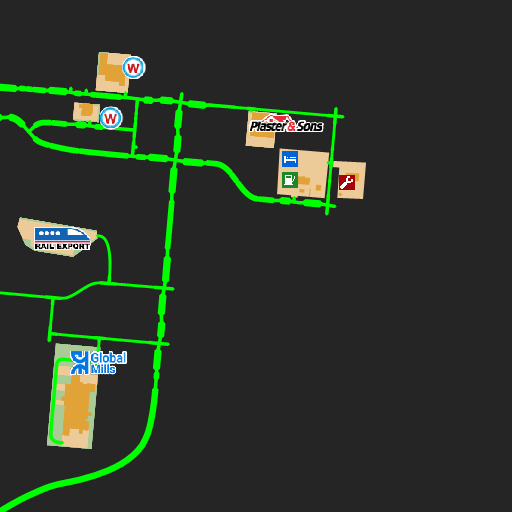 W
W
Plaster & Sons
RAIL EXPORT
Global
Mills